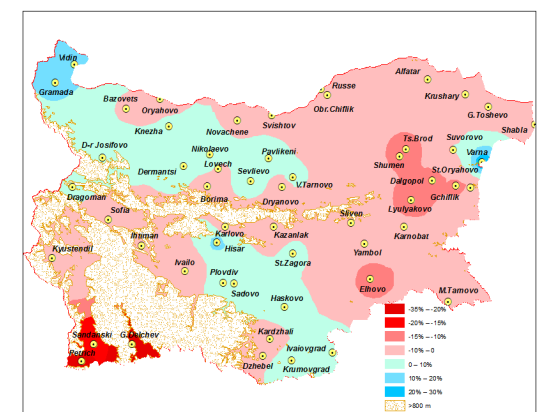 Vidin
Gramada
Bazovets
Oryahovo
Knezha
Novachene
Svishtov
Russe
Obr.Chiflik
Alfatar
Krushary
G.Toshevo
Shabla
Ts.Brod
Shumen
Suvorovo
Varna
D-r Josifovo
Nikolaevo
Pavlikeni
Dermantsi
Lovech
Sevlievo
V.Tarnovo
Dalgopol
St.Oryahovo
Gchiflik
Dragoman
Borima
Dryanovo
Lyulyakovo
Sofia
Sliven
Ihtiman
Karlovo
Kazanlak
Karnobat
Hisar
Kyustendil
Yambol
Ivailo
Plovdiv
St.Zagora
Sadovo
Elhovo
M.Tarnovo
Haskovo
Sandanski
G.Delchev
Kardzhali
Petrich
Dzhebel
Ivaiovgrad
Krumovgrad
-35% – -20%
-20% – -15%
-15% – -10%
-10% – 0
0 – 10%
10% – 20%
20% – 30%
>800 m